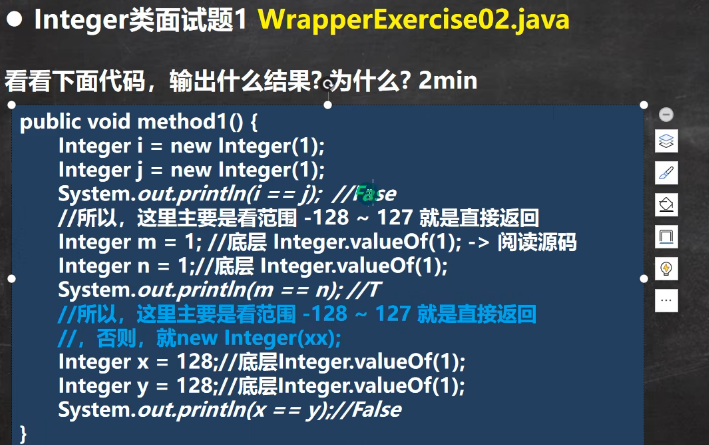 ● Integer类面试题1 WrapperExercise02.java
看看下面代码，输出什么结果? 为什么? 2min
public void method1() {
Integer i = new Integer(1);
Integer j = new Integer(1);
System.out.println(i == j); //Fase
//所以，这里主要是看范围 -128 ~ 127 就是直接返回
Integer m = 1; //底层 Integer.valueOf(1); -> 阅读源码
Integer n = 1;//底层 Integer.valueOf(1);
System.out.println(m == n); //T
//所以，这里主要是看范围 -128 ~ 127 就是直接返回
//，否则，就new Integer(xx);
Integer x = 128;//底层Integer.valueOf(1);
Integer y = 128;//底层Integer.valueOf(1);
System.out.println(x == y);//False
}